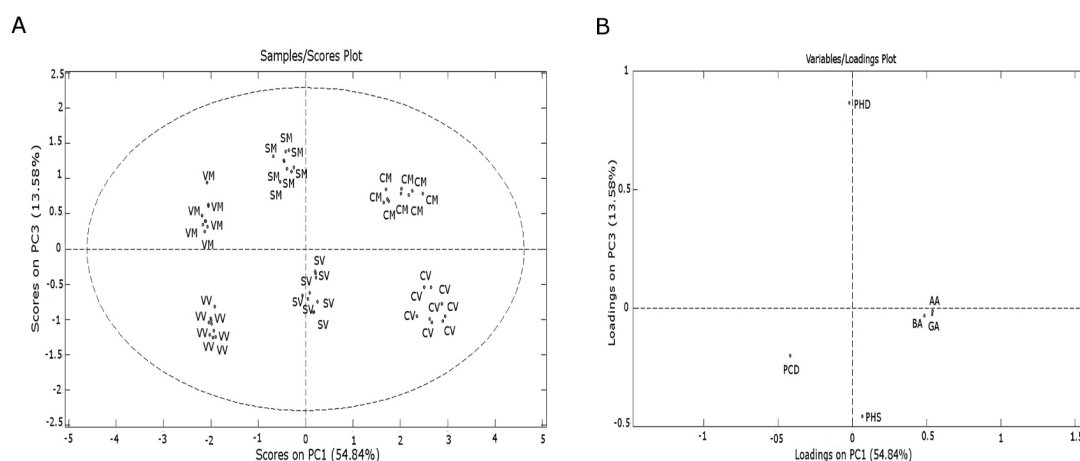 A
Samples/Scores Plot
Scores on PC3 (13.58%)
2.5
2
1.5
1
0.5
0
-0.5
-1
-1.5
-2
-2.5
SM
SM
SM
SM
SM
SM
SM
VM
VM
VM
VM
VM
VM
CM
CM
CM
CM
CM
CM
CM
CM
SV
SV
SV
SV
SV
SV
SV
CV
CV
CV
CV
CV
CV
CV
CV
VV
VV
VV
VV
VV
VV
VV
-5 -4 -3 -2 -1 0 1 2 3 4 5
Scores on PC1 (54.84%)
B
Variables/Loadings Plot
Loadings on PC3 (13.58%)
1
0.5
0
-0.5
PHD
AA
BA GA
PCD
PHS
-1 0 0.5 1 1.5
Loadings on PC1 (54.84%)